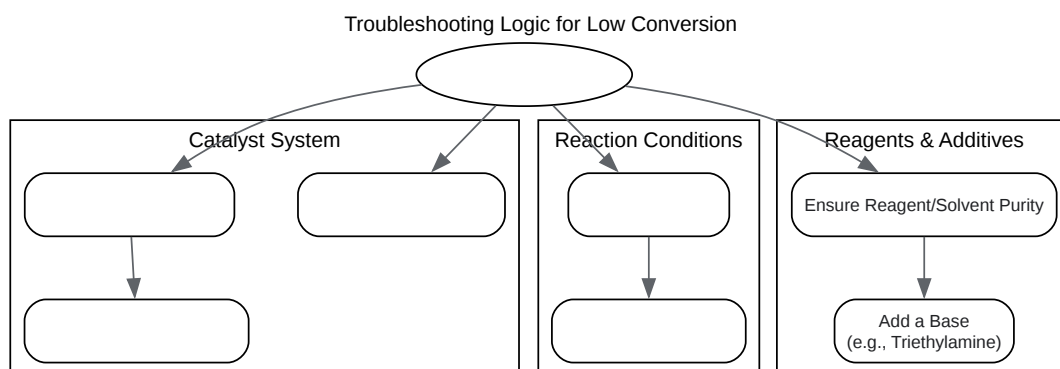 Troubleshooting Logic for Low Conversion
Catalyst System
Reaction Conditions
Reagents & Additives
Ensure Reagent/Solvent Purity
Add a Base
(e.g., Triethylamine)